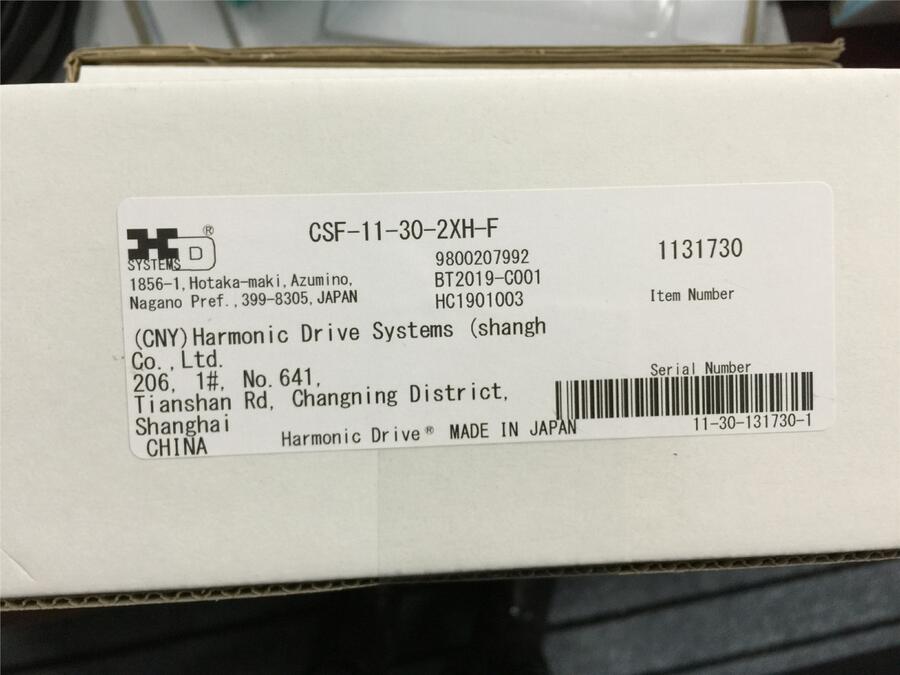 CSF-11-30-2XH-F
HD®
SYSTEMS
9800207992
1131730
1856-1, Hotaka-maki, Azumino,
BT2019-C001
Nagano Pref., 399-8305, JAPAN
HC1901003
Item Number
(CNY)Harmonic Drive Systems (shangh
Co., Ltd.
206, 1#, No. 641,
Tianshan Rd, Changning District,
Shanghai
CHINA
Serial Number
11-30-131730-1
Harmonic Drive® MADE IN JAPAN